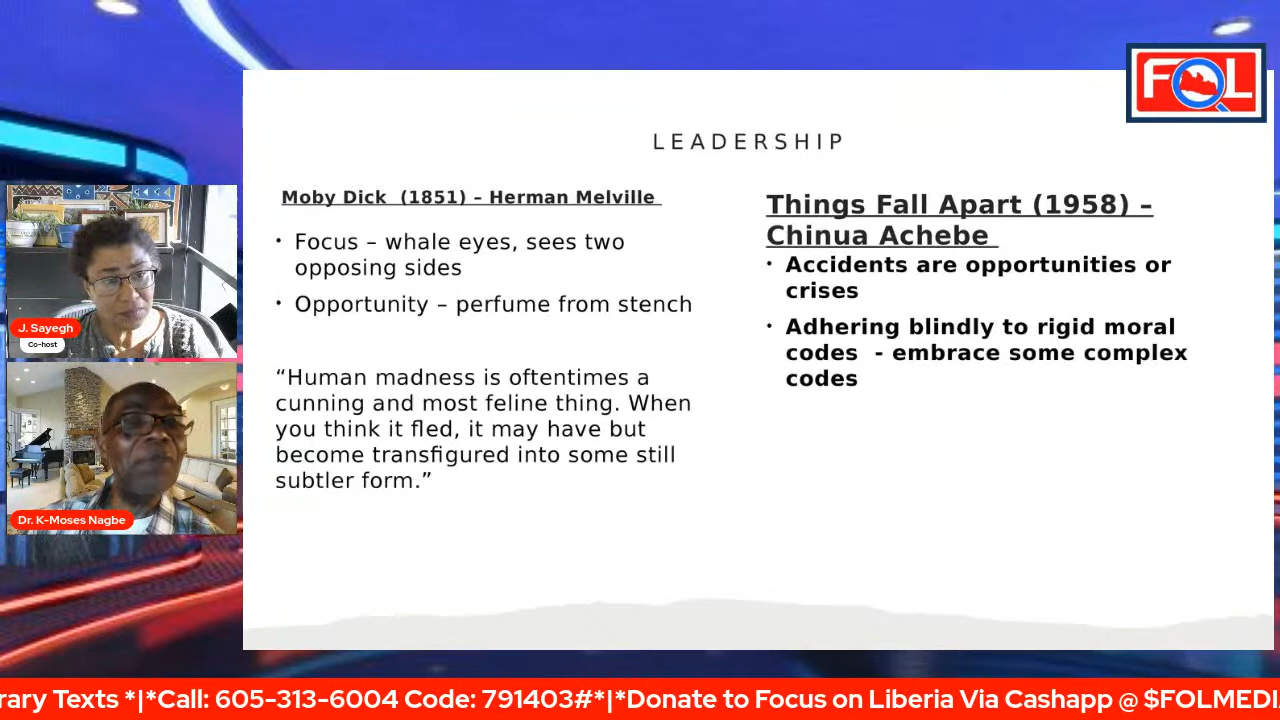 FOL
LEADERSHIP
Moby Dick (1851) – Herman Melville
• Focus – whale eyes, sees two
opposing sides
• Opportunity – perfume from stench
“Human madness is oftentimes a
cunning and most feline thing. When
you think it fled, it may have but
become transfigured into some still
subtler form.”
Things Fall Apart (1958) –
Chinua Achebe
• Accidents are opportunities or
crises
• Adhering blindly to rigid moral
codes - embrace some complex
codes
J. Sayegh
Co-host
Dr. K-Moses Nagbe
rary Texts *|*Call: 605-313-6004 Code: 791403#*|*Donate to Focus on Liberia Via Cashapp @ $FOLMEDI